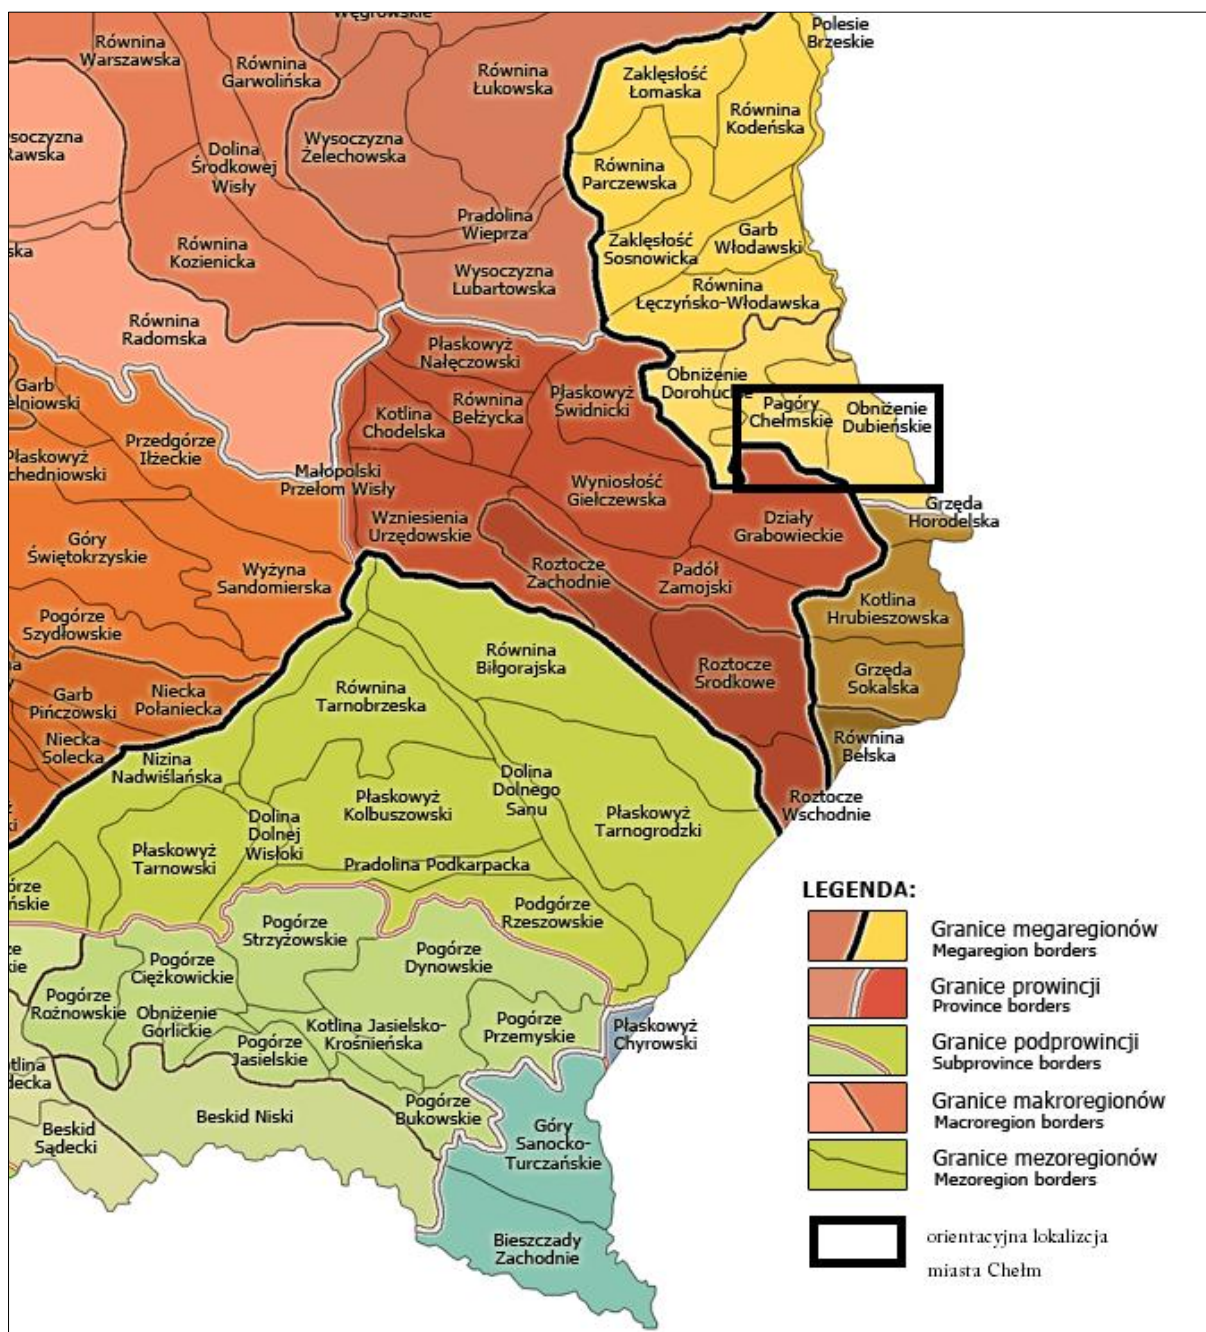 Węgrowskie
Polesie
Brzeskie
Równina
Warszawska
Równina
Garwolińska
Równina
Łukowska
Zaklęsłość
Łomaska
Równina
Kodeńska
ysoczyzna
Rawska
Dolina
Środkowej
Wisły
Wysoczyzna
Żelechowska
Równina
Parczewska
Pradolina
Wieprza
Garb
Włodawski
Zaklęsłość
Sosnowicka
ska
Równina
Kozienicka
Wysoczyzna
Lubartowska
Równina
Łęczyńsko-Włodawska
Równina
Radomska
Płaskowyż
Nałęczowski
Obniżenie
Dorohuckie
Garb
elniowski
Kotlina
Chodelska
Równina
Bełżycka
Płaskowyż
Świdnicki
Pagóry
Chełmskie
Obniżenie
Dubieńskie
Przedgórze
Iłżeckie
Płaskowyż
chedniowski
Małopolski
Przełom Wisły
Wyniosłość
Giełczewska
Grzęda
Horodelska
Góry
Świętokrzyskie
Wzniesienia
Urzędowskie
Działy
Grabowieckie
Wyżyna
Sandomierska
Roztocze
Zachodnie
Padół
Zamojski
Kotlina
Hrubieszowska
Pogórze
Szydłowskie
Równina
Biłgorajska
Roztocze
Środkowe
Grzęda
Sokalska
Garb
Pińczowski
Niecka
Połaniecka
Równina
Tarnobrzeska
Niecka
Solecka
Nizina
Nadwiślańska
Równina
Bełska
Dolina
Dolnego
Sanu
Płaskowyż
Kolbuszowski
Roztocze
Wschodnie
Płaskowyż
Tarnogrodzki
Dolina
Dolnej
Wisłoki
Płaskowyż
Tarnowski
Pradolina Podkarpacka
órze
ńskie
Podgórze
Rzeszowskie
Pogórze
Strzyżowskie
Pogórze
Dynowskie
Pogórze
Ciężkowickie
Pogórze
Rożnowskie
Obniżenie
Gorlickie
Pogórze
Jasielskie
Kotlina Jasielsko-
Krośnieńska
Pogórze
Przemyskie
Płaskowyż
Chyrowski
otlina
decka
Beskid Niski
Pogórze
Bukowskie
Beskid
Sądecki
Góry
Sanocko-
Turczańskie
Bieszczady
Zachodnie
LEGENDA:
Granice megaregionów
Megaregion borders
Granice prowincji
Province borders
Granice podprowincji
Subprovince borders
Granice makroregionów
Macroregion borders
Granice mezoregionów
Mezoregion borders
orientacyjna lokalizcja
miasta Chełm